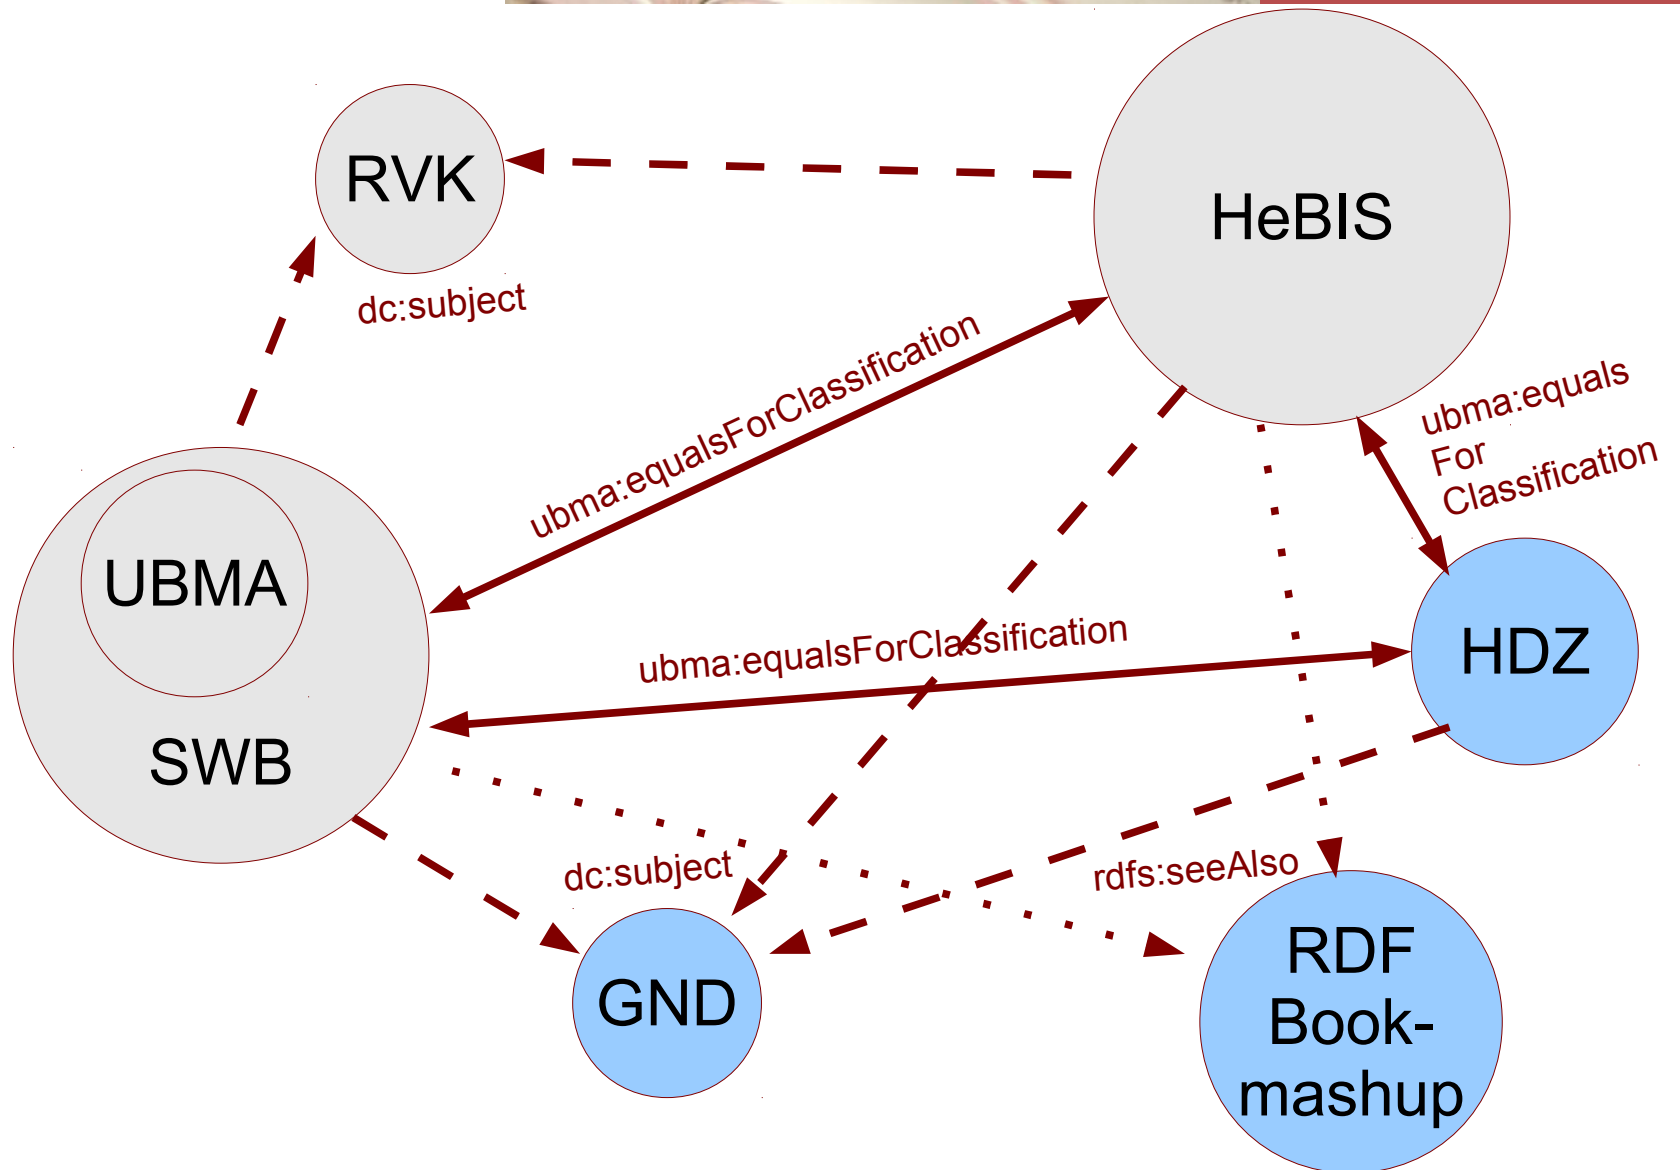 RVK
HeBIS
dc:subject
ubma:equalsForClassification
ubma:equals
For
Classification
UBMA
ubma:equalsForClassification
HDZ
SWB
dc:subject
rdfs:seeAlso
GND
RDF
Book-
mashup